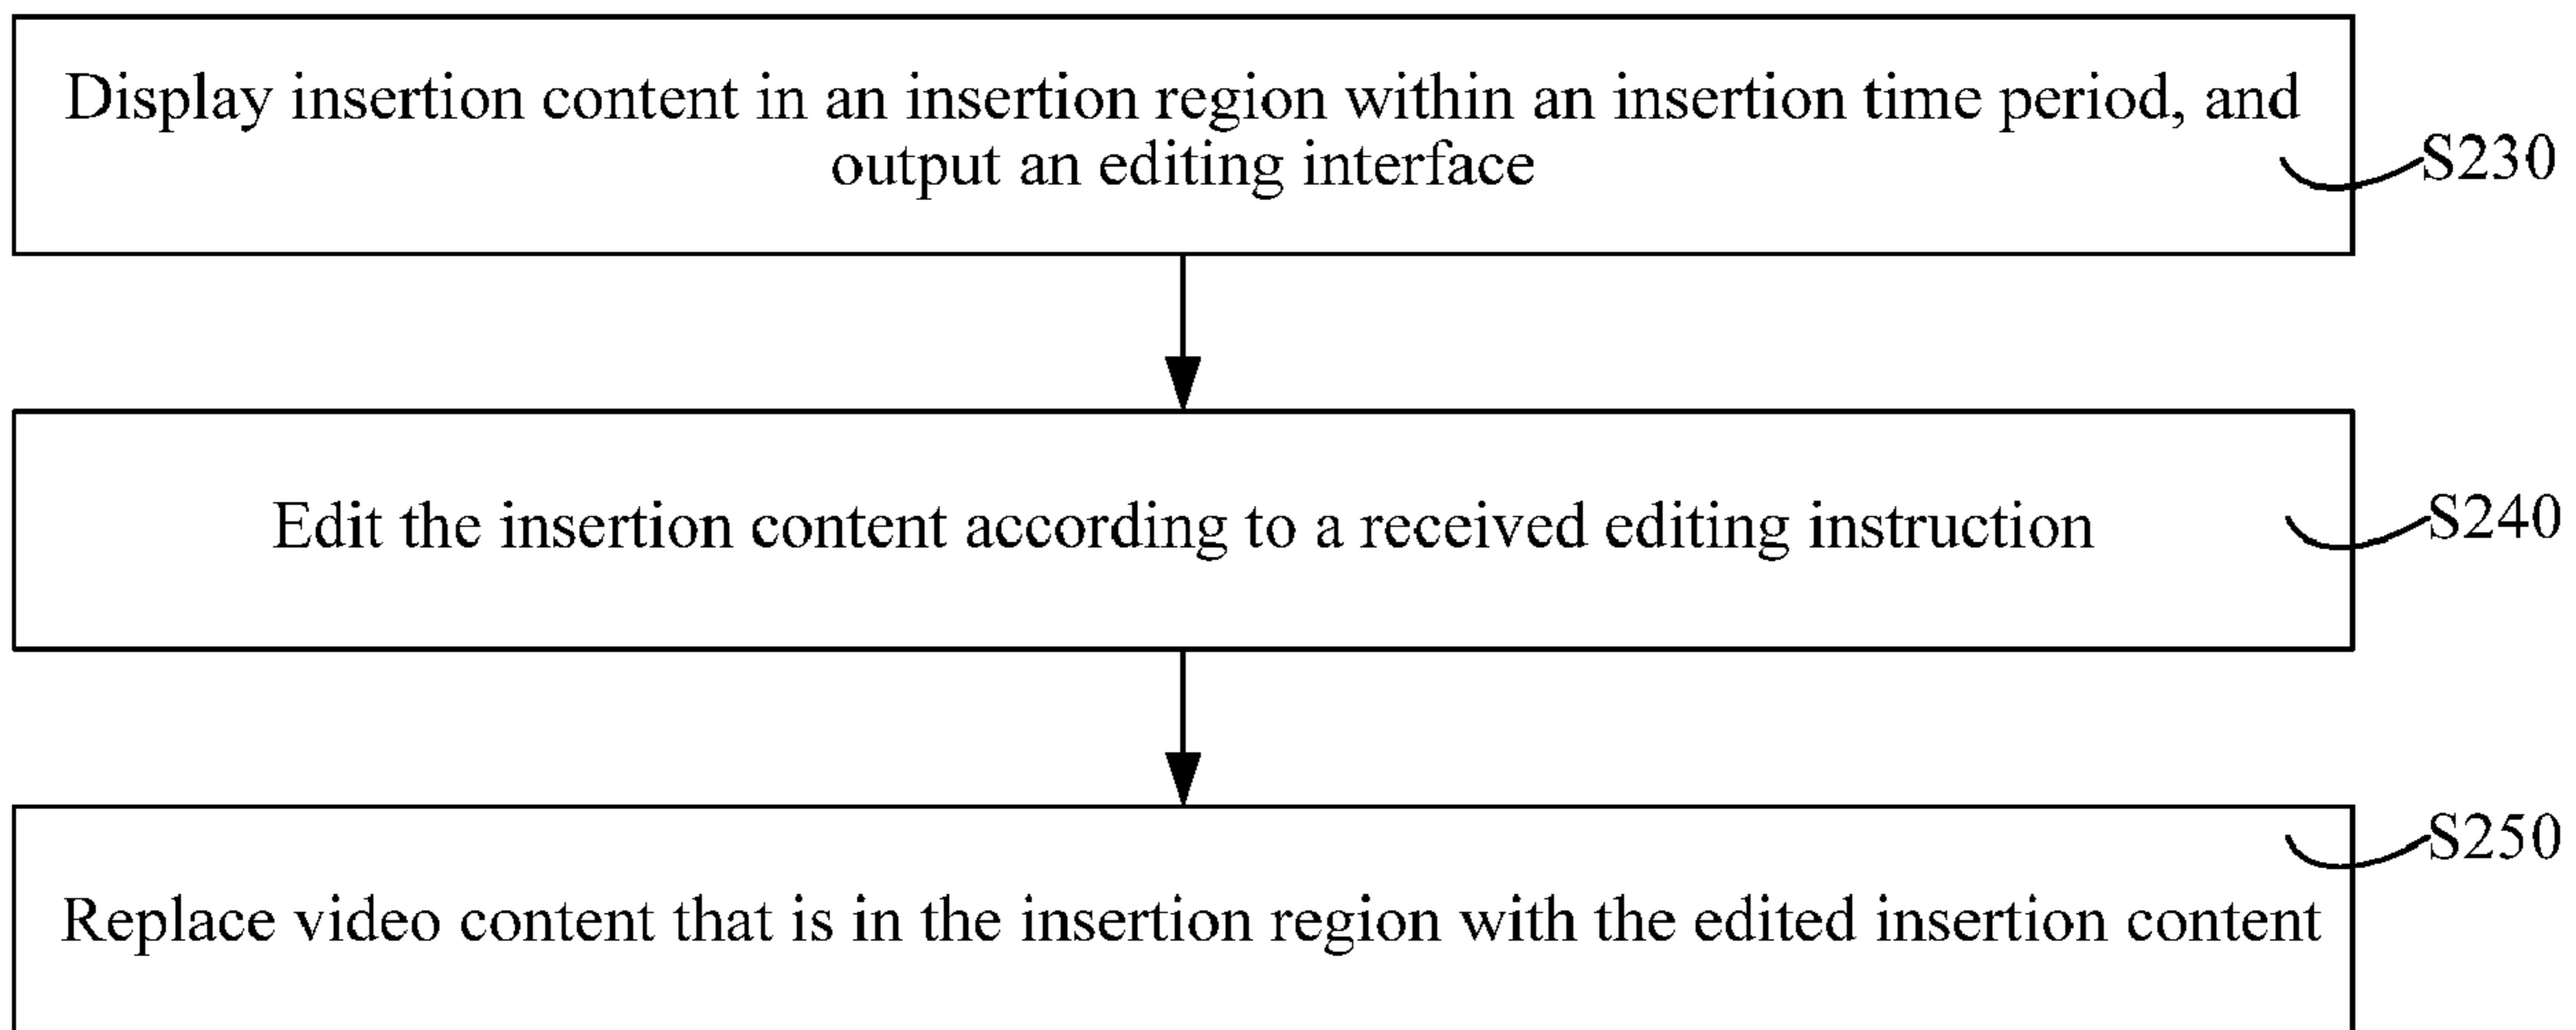 Display insertion content in an insertion region within an insertion time period, and
output an editing interface
S230
Edit the insertion content according to a received editing instruction
S240
S250
Replace video content that is in the insertion region with the edited insertion content